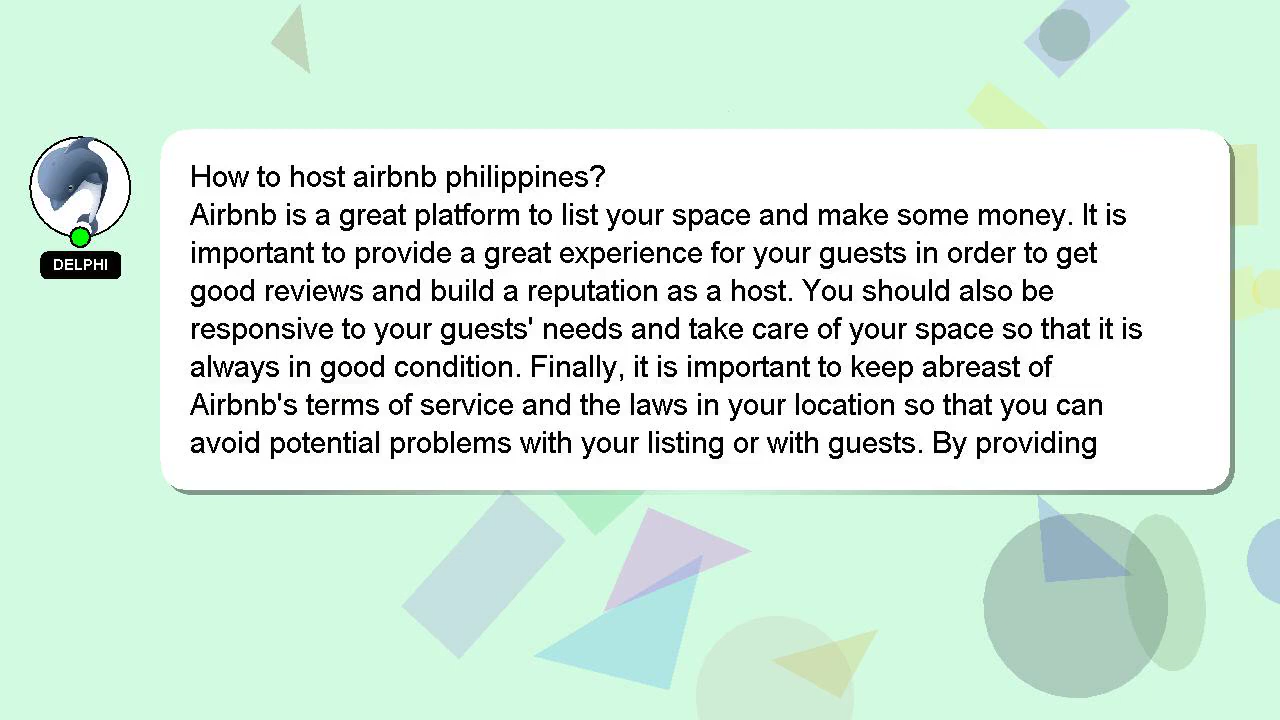 How to host airbnb philippines?
Airbnb is a great platform to list your space and make some money. It is
important to provide a great experience for your guests in order to get
good reviews and build a reputation as a host. You should also be
responsive to your guests' needs and take care of your space so that it is
always in good condition. Finally, it is important to keep abreast of
Airbnb's terms of service and the laws in your location so that you can
avoid potential problems with your listing or with guests. By providing
DELPHI